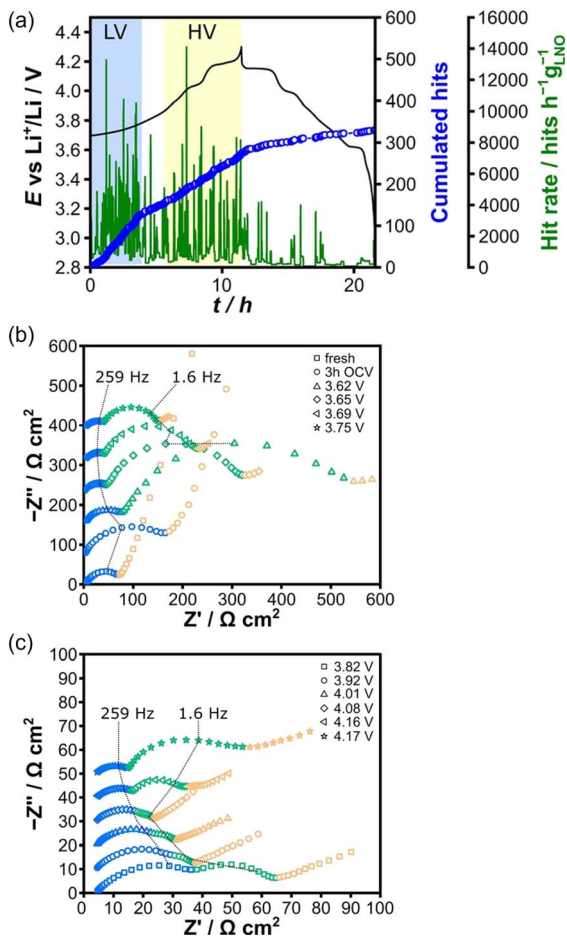 (a)
LV
HV
4.4
4.2
4.0
3.8
3.6
3.4
3.2
3.0
2.8
E vs Li⁺/Li / V
0
10
20
t / h
600
500
400
300
200
100
0
Cumulated hits
16000
14000
12000
10000
8000
6000
4000
2000
0
Hit rate / hits h⁻¹g⁻¹LNO
(b)
600
500
400
300
200
100
0
−Z'' / Ω cm²
259 Hz
1.6 Hz
fresh
3h OCV
3.62 V
3.65 V
3.69 V
3.75 V
0
100
200
300
400
500
600
Z' / Ω cm²
(c)
100
90
80
70
60
50
40
30
20
10
0
−Z'' / Ω cm²
259 Hz
1.6 Hz
3.82 V
3.92 V
4.01 V
4.08 V
4.16 V
4.17 V
0
10
20
30
40
50
60
70
80
90
100
Z' / Ω cm²